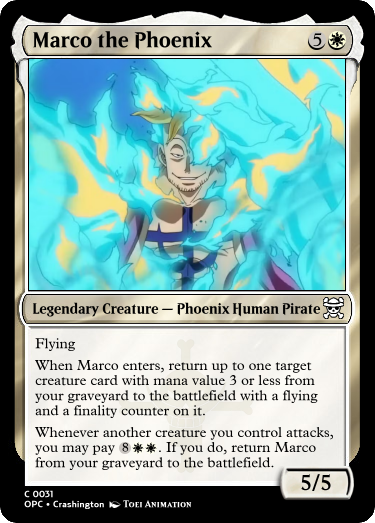 Marco the Phoenix 5
Legendary Creature — Phoenix Human Pirate
Flying
When Marco enters, return up to one target
creature card with mana value 3 or less from
your graveyard to the battlefield with a flying
and a finality counter on it.
Whenever another creature you control attacks,
you may pay 8. If you do, return Marco
from your graveyard to the battlefield.
5/5
C 0031
OPC • Crashington TOEI ANIMATION